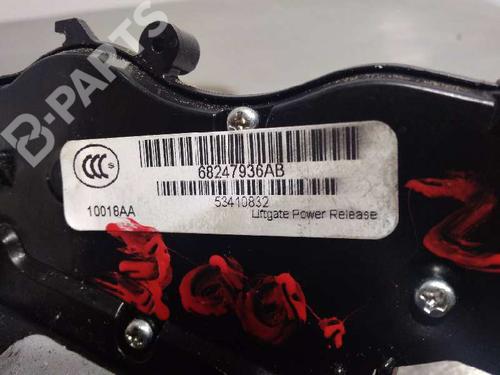 B-PARTS
CCC S
68247936AB
53410832
10018AA
Liftgate Power Release